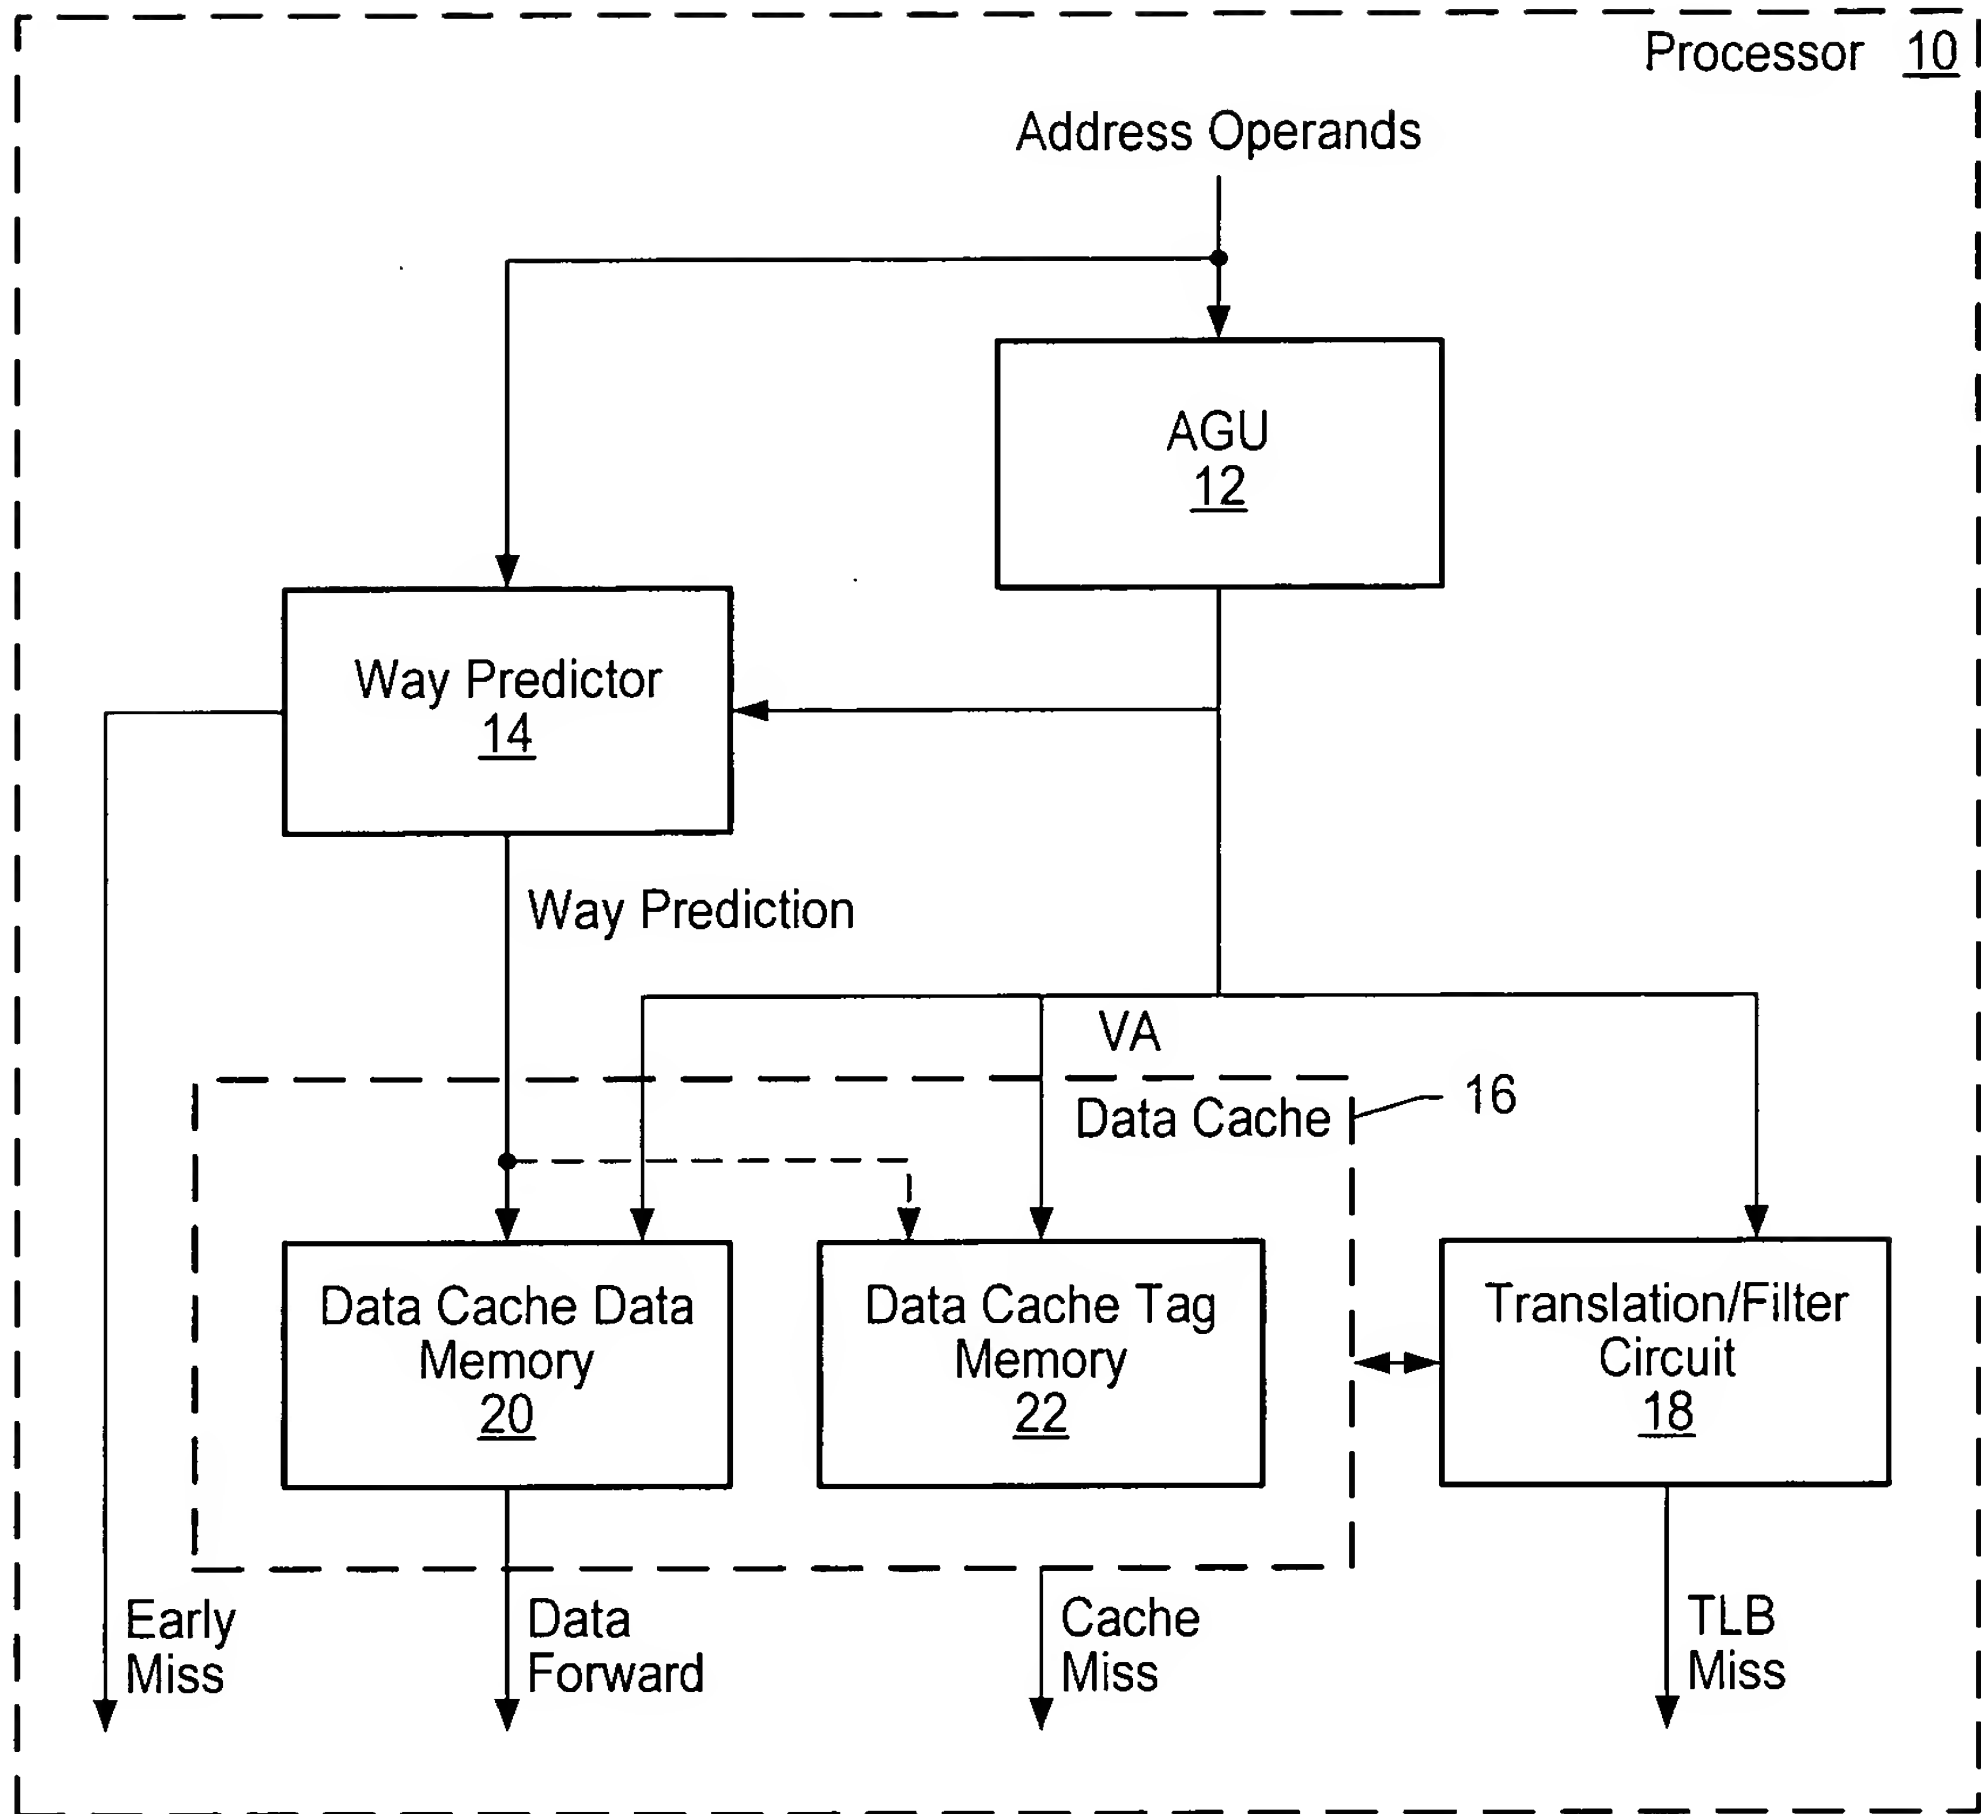 Processor 10
Address Operands
AGU
12
Way Predictor
14
Way Prediction
VA
Data Cache
16
Data Cache Data
Memory
20
Data Cache Tag
Memory
22
Translation/Filter
Circuit
18
Early
Miss
Data
Forward
Cache
Miss
TLB
Miss